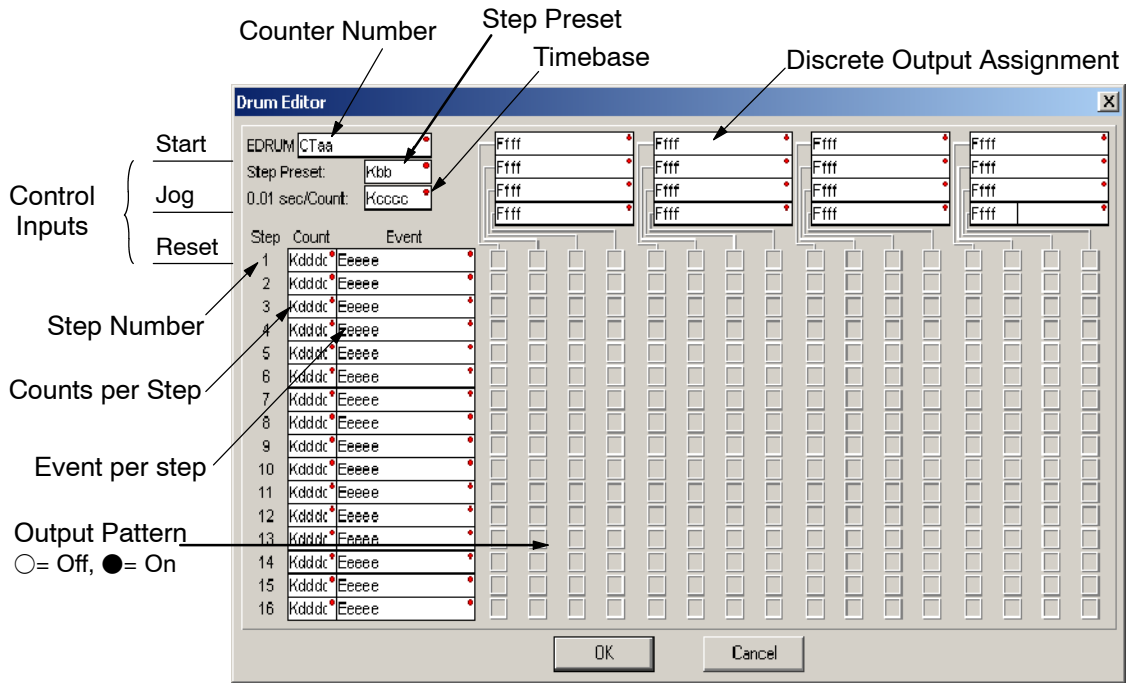 Counter Number
Step Preset
Timebase
Discrete Output Assignment
Drum Editor
Control
Inputs
Start
Jog
Reset
EDRUM CTaa
Step Preset: Kbb
0.01 sec/Count: Kcccc
Ffff Ffff Ffff Ffff
Ffff Ffff Ffff Ffff
Ffff Ffff Ffff Ffff
Ffff Ffff Ffff Ffff
Step Count Event
1 Kdddd Eeeee
2 Kdddd Eeeee
3 Kdddd Eeeee
4 Kdddd Eeeee
5 Kdddd Eeeee
6 Kdddd Eeeee
7 Kdddd Eeeee
8 Kdddd Eeeee
9 Kdddd Eeeee
10 Kdddd Eeeee
11 Kdddd Eeeee
12 Kdddd Eeeee
13 Kdddd Eeeee
14 Kdddd Eeeee
15 Kdddd Eeeee
16 Kdddd Eeeee
Step Number
Counts per Step
Event per step
Output Pattern
○= Off, ●= On
OK Cancel